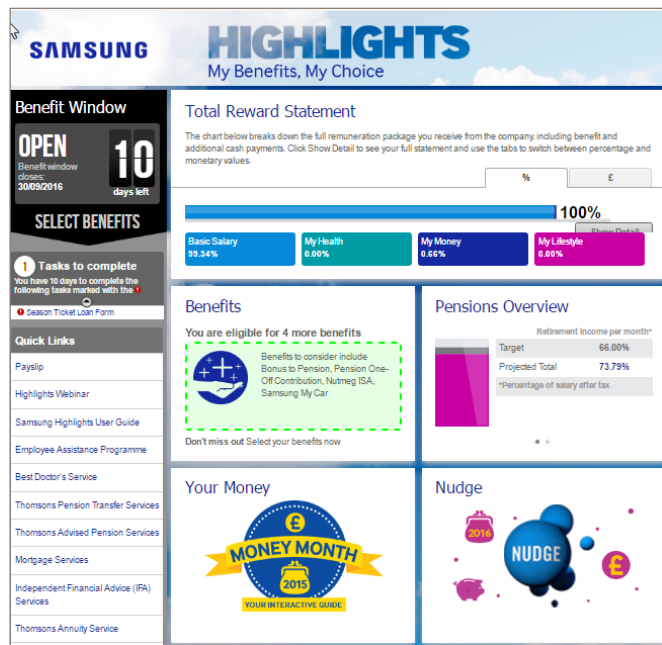 SAMSUNG
HIGHLIGHTS
My Benefits, My Choice
Benefit Window
OPEN
Benefit window
closes:
30/09/2016
10
days left
SELECT BENEFITS
1 Tasks to complete
You have 10 days to complete the
following tasks marked with the !
! Season Ticket Loan Form
Quick Links
Payslip
Highlights Webinar
Samsung Highlights User Guide
Employee Assistance Programme
Best Doctor's Service
Thomsons Pension Transfer Services
Thomsons Advised Pension Services
Mortgage Services
Independent Financial Advice (IFA)
Services
Thomsons Annuity Service
Total Reward Statement
The chart below breaks down the full remuneration package you receive from the company, including benefit and
additional cash payments. Click Show Detail to see your full statement and use the tabs to switch between percentage and
monetary values.
% £
100%
Show Detail
Basic Salary
99.34%
My Health
0.00%
My Money
0.66%
My Lifestyle
0.00%
Benefits
You are eligible for 4 more benefits
Benefits to consider include
Bonus to Pension, Pension One-
Off Contribution, Nutmeg ISA,
Samsung My Car
Don't miss out Select your benefits now
Pensions Overview
Retirement Income per month*
Target 66.00%
Projected Total 73.79%
*Percentage of salary after tax
Your Money
£
MONEY MONTH
2015
YOUR INTERACTIVE GUIDE
Nudge
2016
NUDGE
£